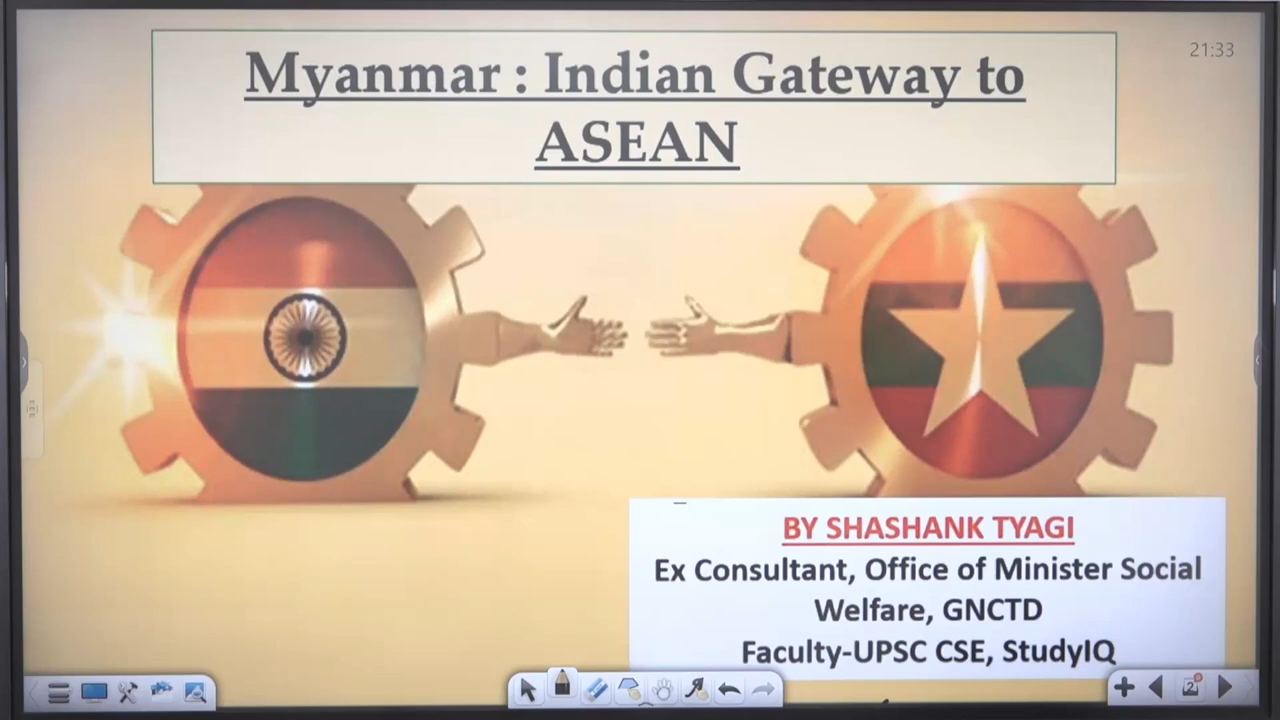 Myanmar : Indian Gateway to
ASEAN
21:33
BY SHASHANK TYAGI
Ex Consultant, Office of Minister Social
Welfare, GNCTD
Faculty-UPSC CSE, StudyIQ
2